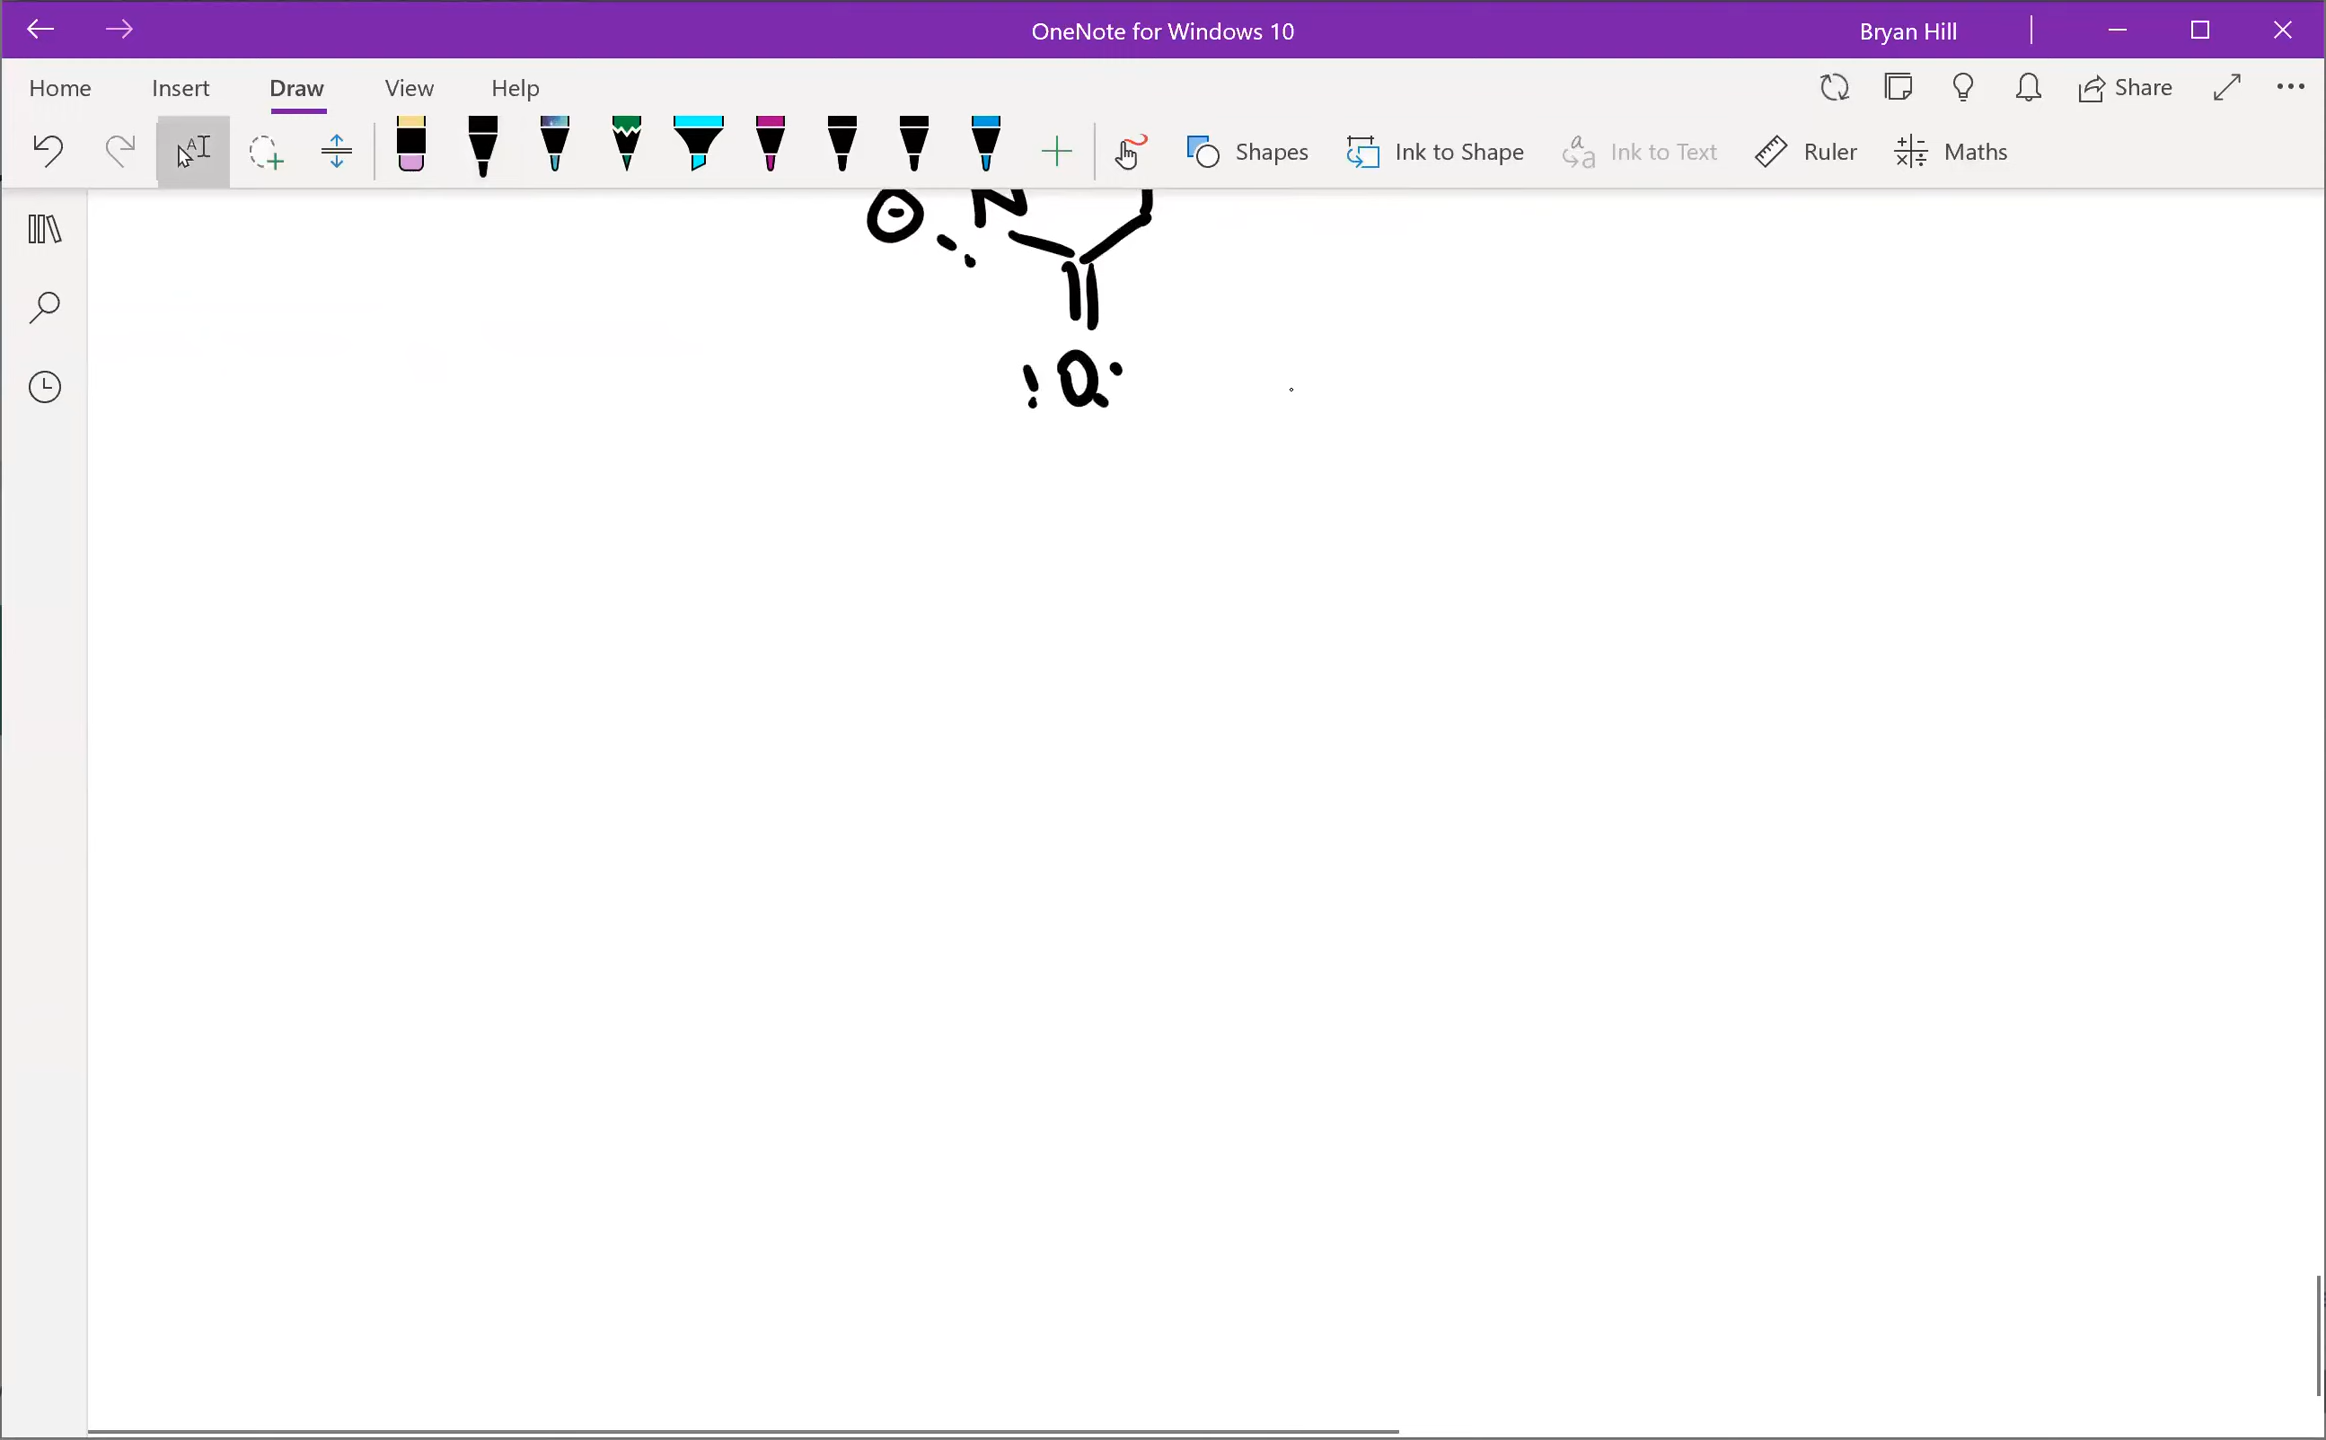 OneNote for Windows 10
Bryan Hill
Home Insert Draw View Help
Share
Shapes Ink to Shape Ink to Text Ruler Maths
N
O